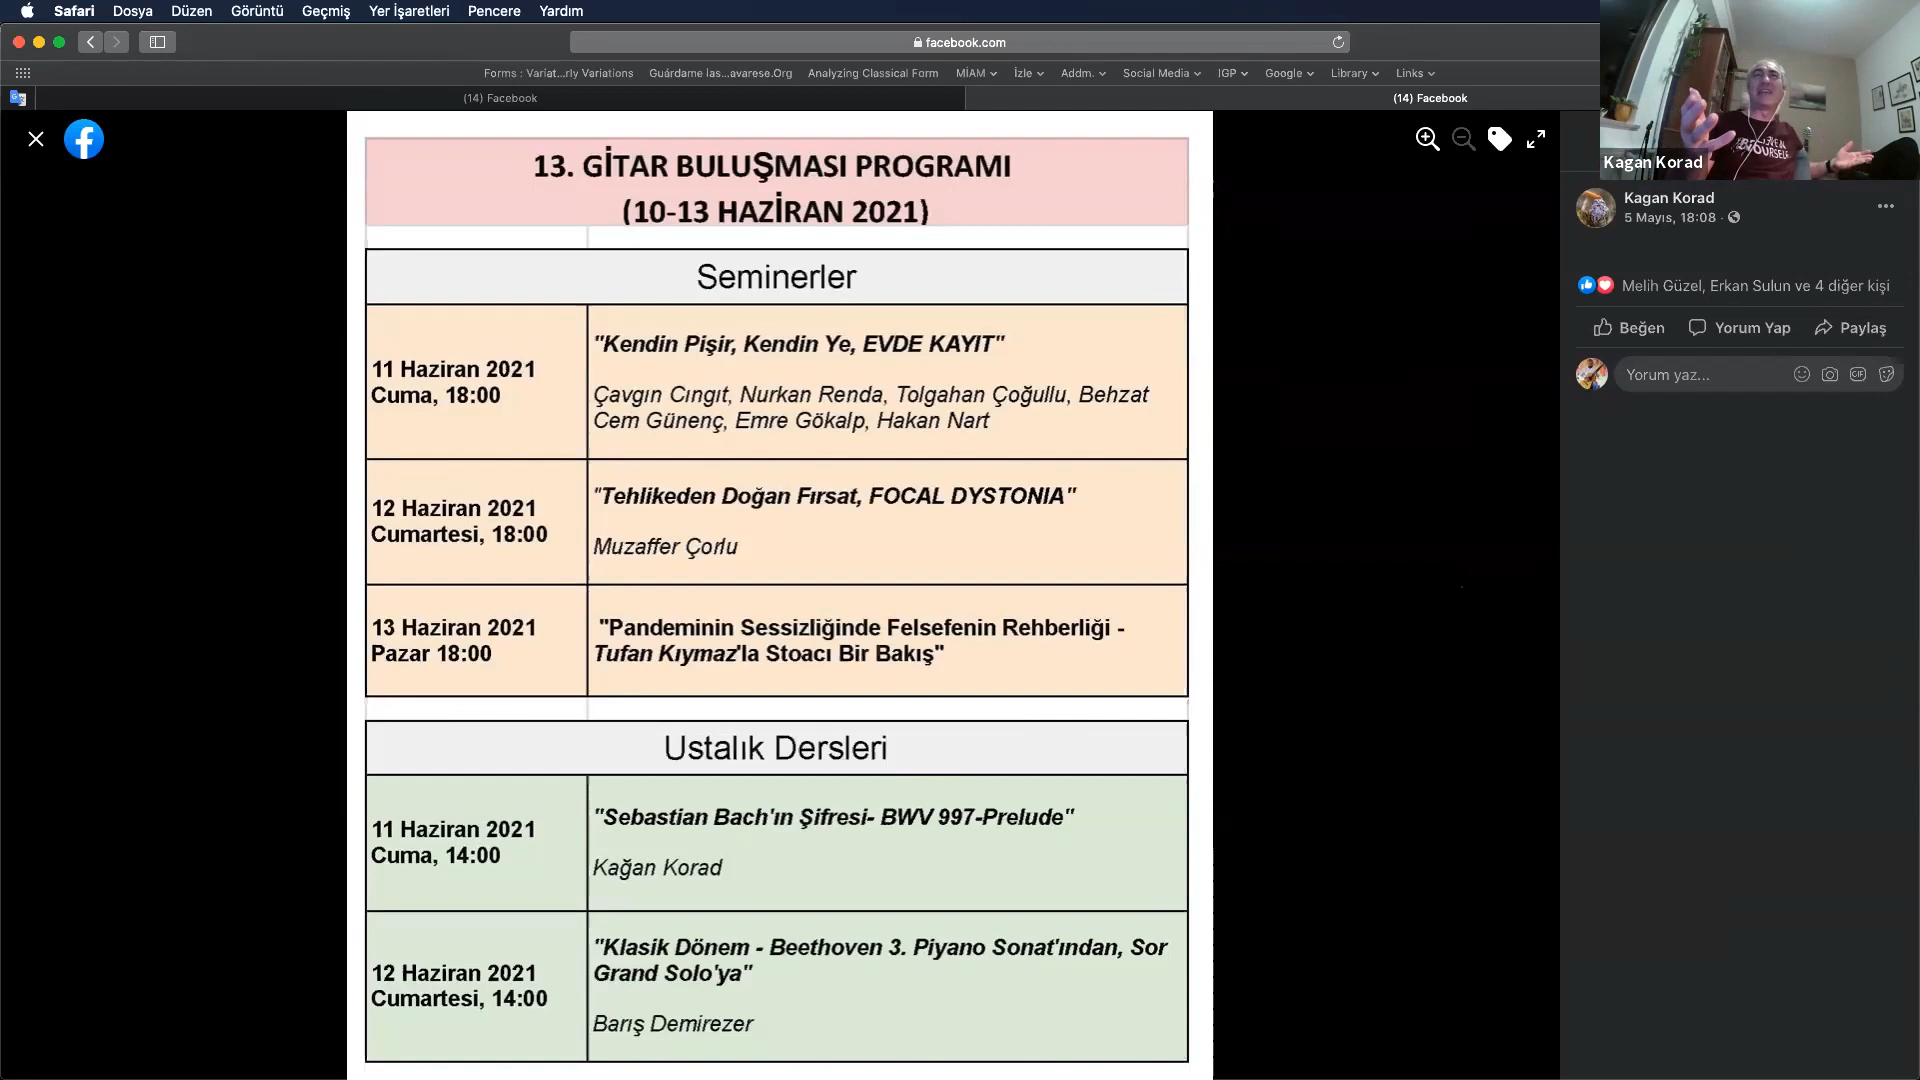 Safari Dosya Düzen Görüntü Geçmiş Yer İşaretleri Pencere Yardım
facebook.com
Forms : Variat...rly Variations Guárdame las...avarese.Org Analyzing Classical Form MİAM İzle Addm. Social Media IGP Google Library Links
(14) Facebook
(14) Facebook
Kagan Korad
13. GİTAR BULUŞMASI PROGRAMI
(10-13 HAZİRAN 2021)
Seminerler
11 Haziran 2021
Cuma, 18:00
"Kendin Pişir, Kendin Ye, EVDE KAYIT"
Çavgın Cıngıt, Nurkan Renda, Tolgahan Çoğullu, Behzat
Cem Günenç, Emre Gökalp, Hakan Nart
12 Haziran 2021
Cumartesi, 18:00
"Tehlikeden Doğan Fırsat, FOCAL DYSTONIA"
Muzaffer Çorlu
13 Haziran 2021
Pazar 18:00
"Pandeminin Sessizliğinde Felsefenin Rehberliği -
Tufan Kıymaz'la Stoacı Bir Bakış"
Ustalık Dersleri
11 Haziran 2021
Cuma, 14:00
"Sebastian Bach'ın Şifresi- BWV 997-Prelude"
Kağan Korad
12 Haziran 2021
Cumartesi, 14:00
"Klasik Dönem - Beethoven 3. Piyano Sonat'ından, Sor
Grand Solo'ya"
Barış Demirezer
Kagan Korad
5 Mayıs, 18:08 ·
Melih Güzel, Erkan Sulun ve 4 diğer kişi
Beğen Yorum Yap Paylaş
Yorum yaz...
GIF